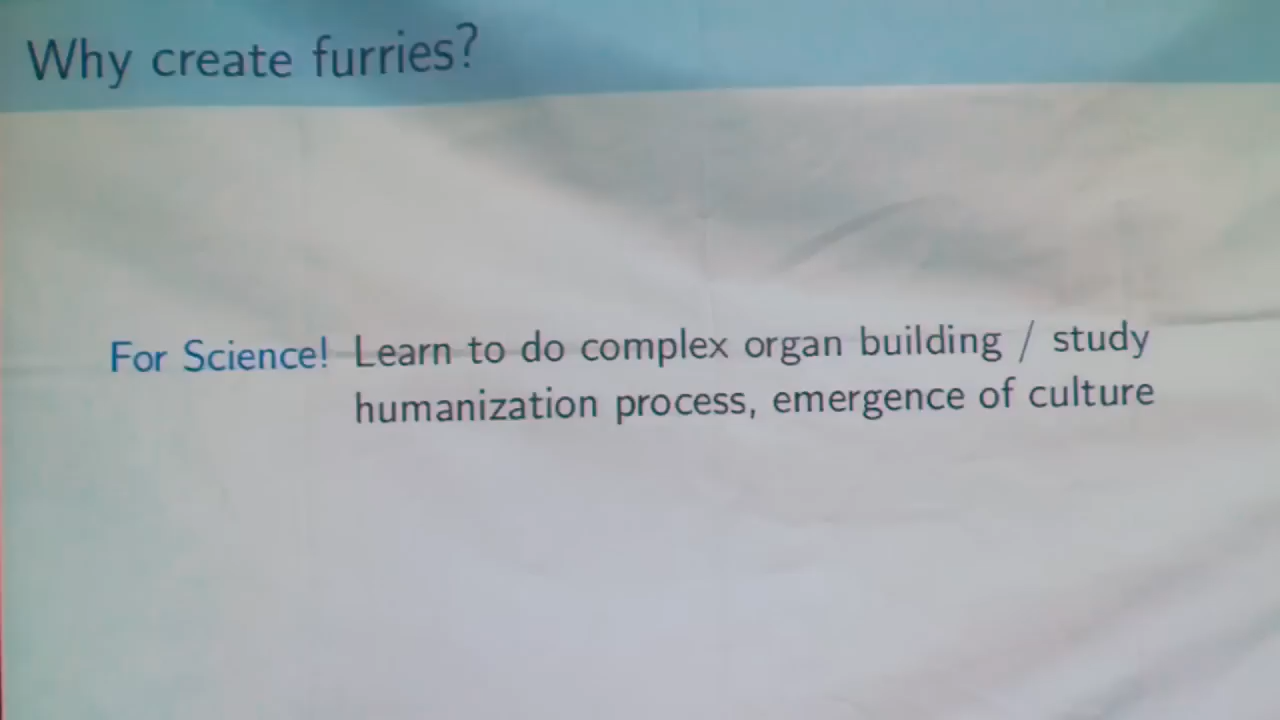 Why create furries?
For Science! Learn to do complex organ building / study
humanization process, emergence of culture